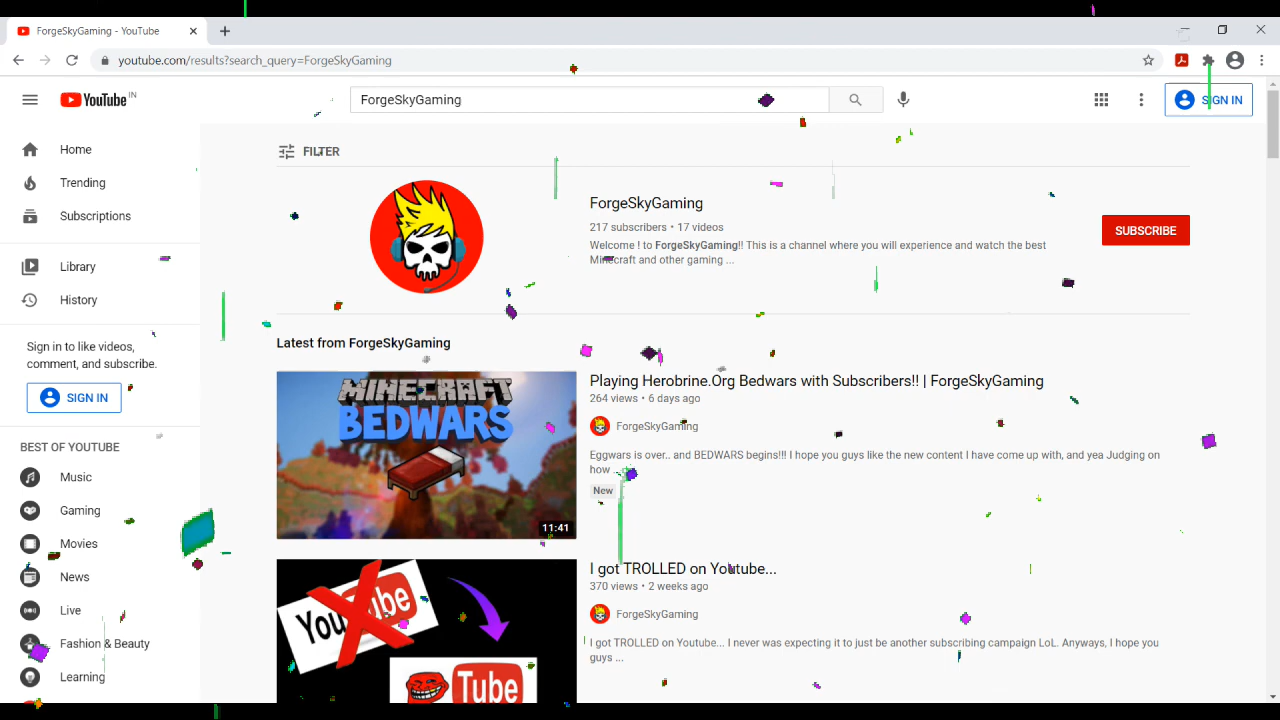 ForgeSkyGaming - YouTube
youtube.com/results?search_query=ForgeSkyGaming
YouTube IN
ForgeSkyGaming
SIGN IN
Home
Trending
Subscriptions
Library
History
Sign in to like videos,
comment, and subscribe.
SIGN IN
BEST OF YOUTUBE
Music
Gaming
Movies
News
Live
Fashion & Beauty
Learning
FILTER
ForgeSkyGaming
217 subscribers • 17 videos
Welcome ! to ForgeSkyGaming!! This is a channel where you will experience and watch the best
Minecraft and other gaming ...
SUBSCRIBE
Latest from ForgeSkyGaming
MINECRAFT
BEDWARS
11:41
Playing Herobrine.Org Bedwars with Subscribers!! | ForgeSkyGaming
264 views • 6 days ago
ForgeSkyGaming
Eggwars is over.. and BEDWARS begins!!! I hope you guys like the new content I have come up with, and yea Judging on
how ...
New
YouTube
Tube
I got TROLLED on Youtube...
370 views • 2 weeks ago
ForgeSkyGaming
I got TROLLED on Youtube... I never was expecting it to just be another subscribing campaign LoL. Anyways, I hope you
guys ...